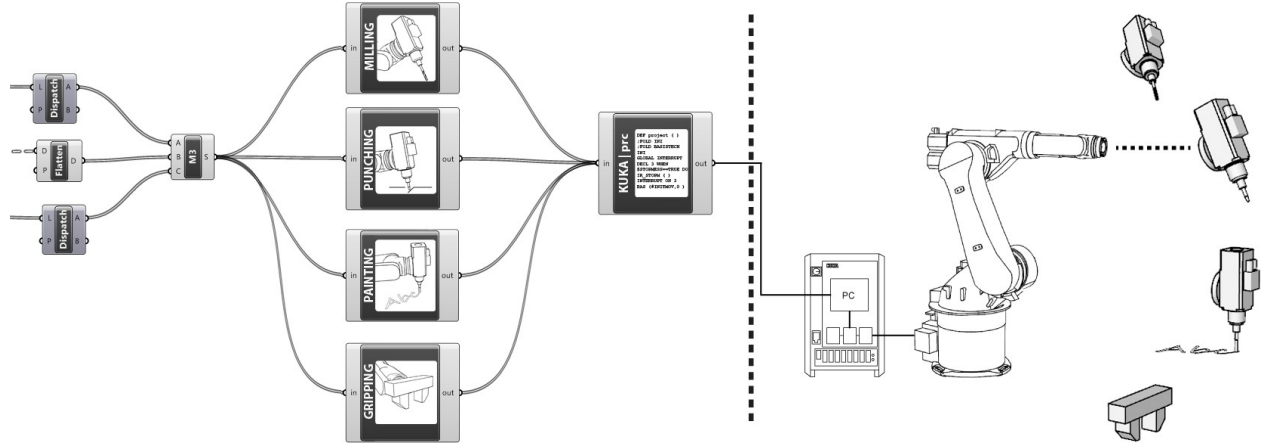 L
A
P
B
Dispatch
D
D
P
Flatten
L
A
P
B
Dispatch
A
B
C
S
M3
in
out
MILLING
in
out
PUNCHING
in
out
PAINTING
Abc
in
out
GRIPPING
in
out
KUKA|prc
DEF project ( )
;FOLD INI
;FOLD BASISTECH
INI
GLOBAL INTERRUPT
DECL 3 WHEN
$STOPMESS==TRUE DO
IR_STOPM ( )
INTERRUPT ON 3
BAS (#INITMOV,0 )
KUKA
PC
Abc